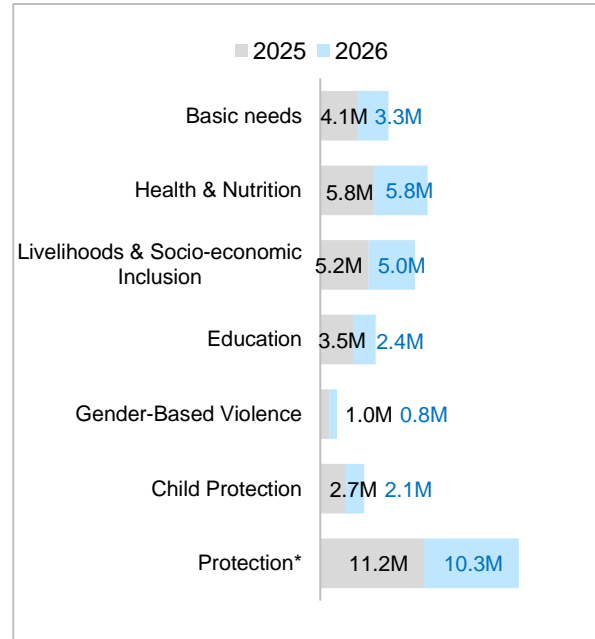 2025 2026
Basic needs 4.1M 3.3M
Health & Nutrition 5.8M 5.8M
Livelihoods & Socio-economic
Inclusion 5.2M 5.0M
Education 3.5M 2.4M
Gender-Based Violence 1.0M 0.8M
Child Protection 2.7M 2.1M
Protection* 11.2M 10.3M